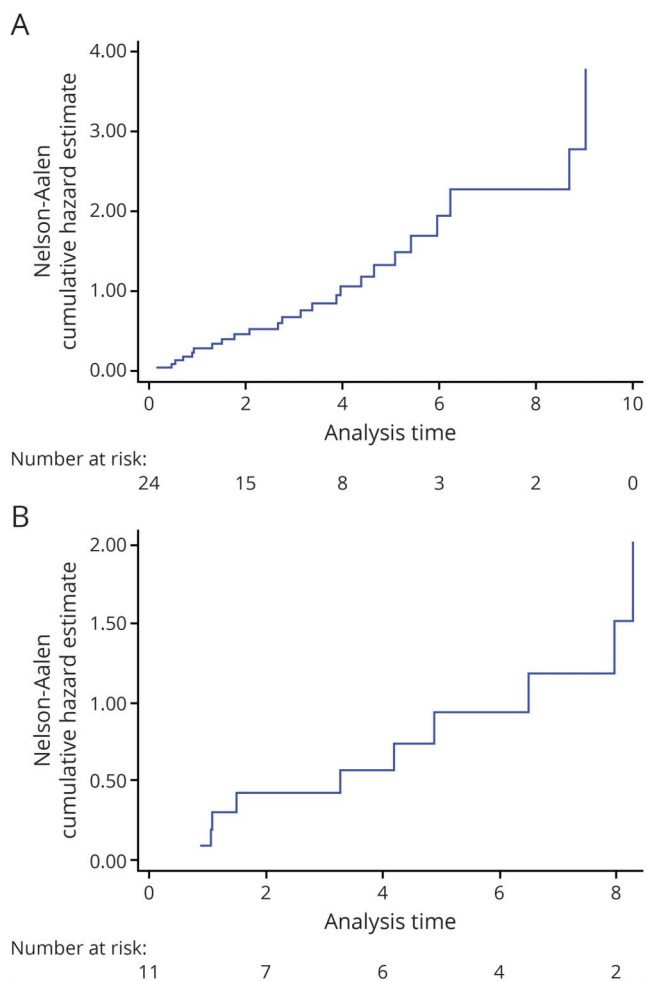 A
4.00
3.00
2.00
1.00
0.00
Nelson-Aalen
cumulative hazard estimate
0 2 4 6 8 10
Analysis time
Number at risk:
24 15 8 3 2 0
B
2.00
1.50
1.00
0.50
0.00
Nelson-Aalen
cumulative hazard estimate
0 2 4 6 8
Analysis time
Number at risk:
11 7 6 4 2